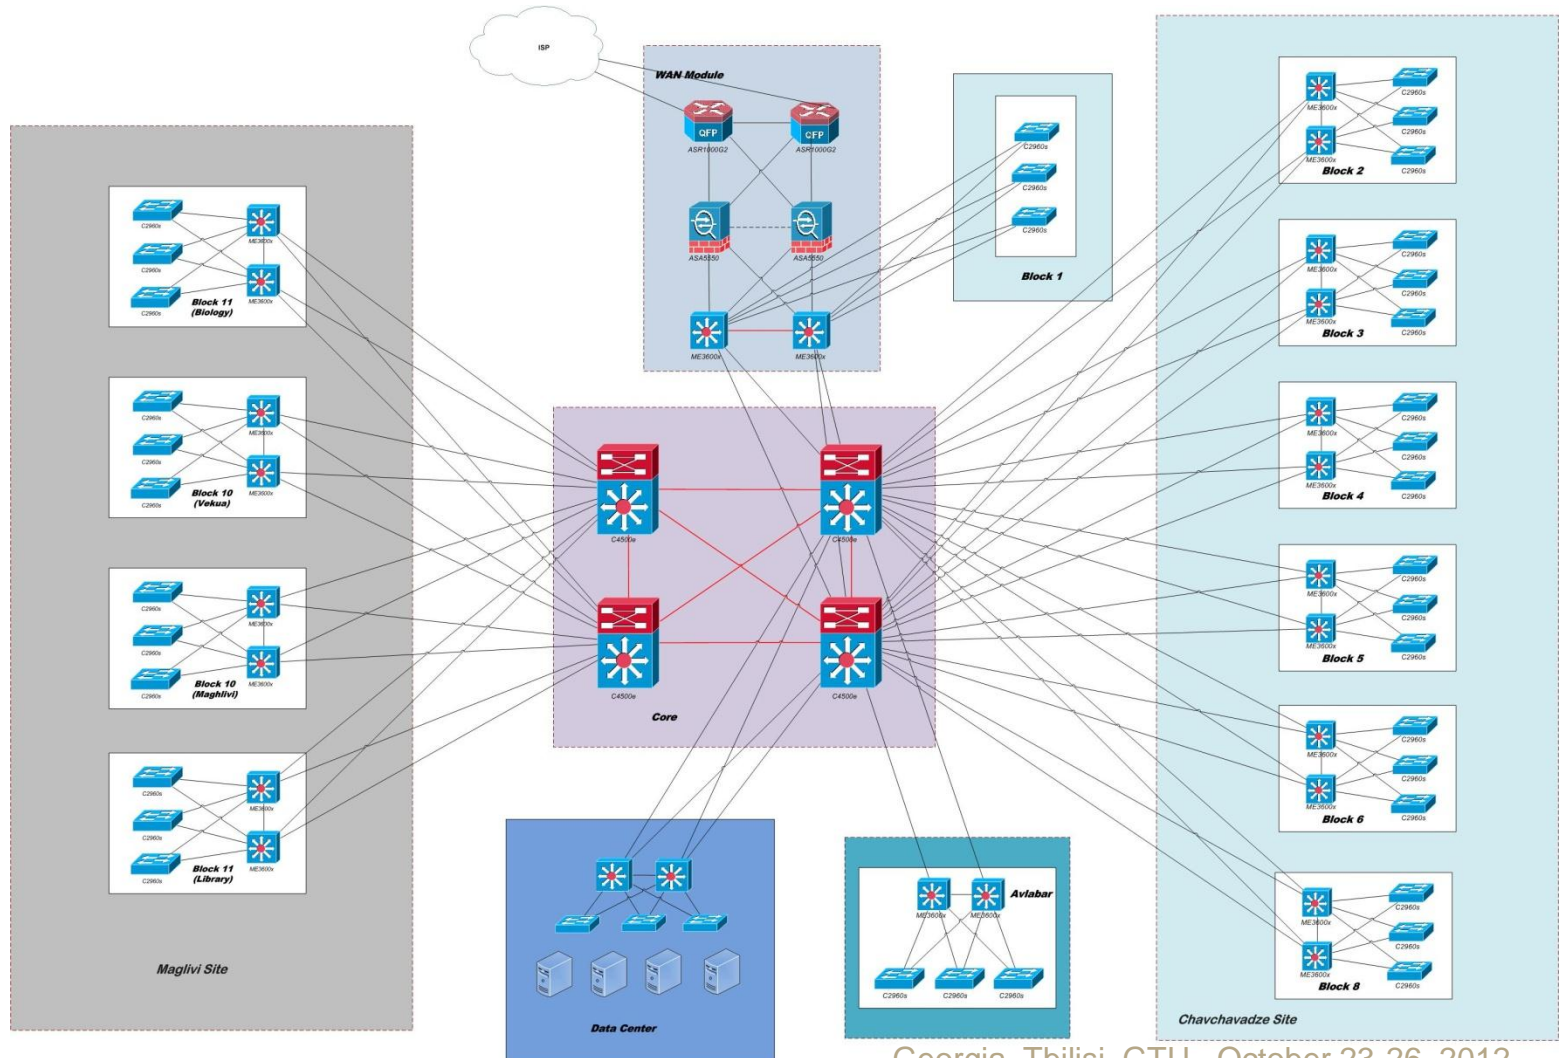 ISP
WAN Module
QFP
CFP
ASR1000G2
ASR1000G2
ASA5550
ASA5550
ME3600x
ME3600x
C2960s
C2960s
C2960s
Block 1
C2960s
C2960s
C2960s
ME3600x
ME3600x
Block 11
(Biology)
C2960s
C2960s
C2960s
ME3600x
ME3600x
Block 10
(Vekua)
C2960s
C2960s
C2960s
ME3600x
ME3600x
Block 10
(Maghlivi)
C2960s
C2960s
C2960s
ME3600x
ME3600x
Block 11
(Library)
Maglivi Site
C4500e
C4500e
C4500e
C4500e
Core
Data Center
ME3600x
ME3600x
Avlabar
C2960s
C2960s
C2960s
ME3600x
ME3600x
C2960s
C2960s
C2960s
Block 2
ME3600x
ME3600x
C2960s
C2960s
C2960s
Block 3
ME3600x
ME3600x
C2960s
C2960s
C2960s
Block 4
ME3600x
ME3600x
C2960s
C2960s
C2960s
Block 5
ME3600x
ME3600x
C2960s
C2960s
C2960s
Block 6
ME3600x
ME3600x
C2960s
C2960s
C2960s
Block 8
Chavchavadze Site
Georgia, Tbilisi, GTU, October 23-26, 2012